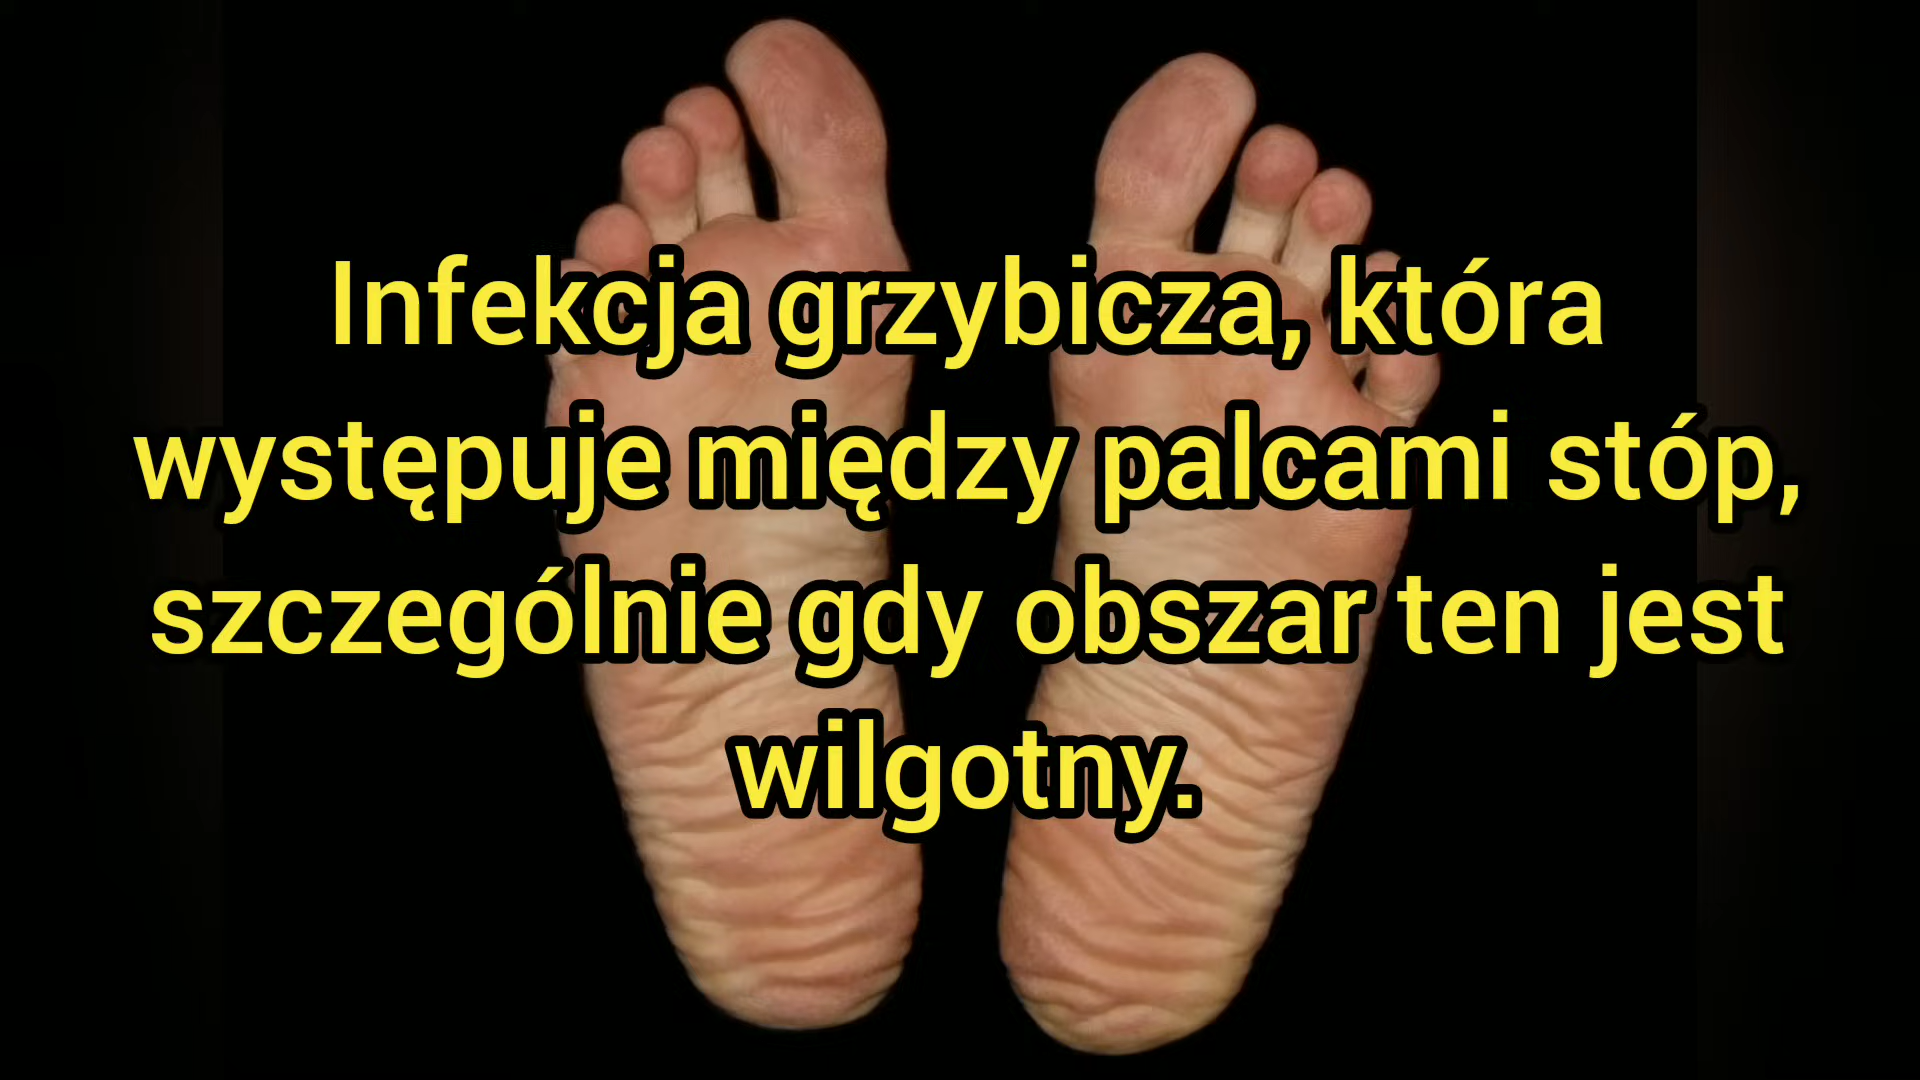 Infekcja grzybicza, która
występuje między palcami stóp,
szczególnie gdy obszar ten jest
wilgotny.